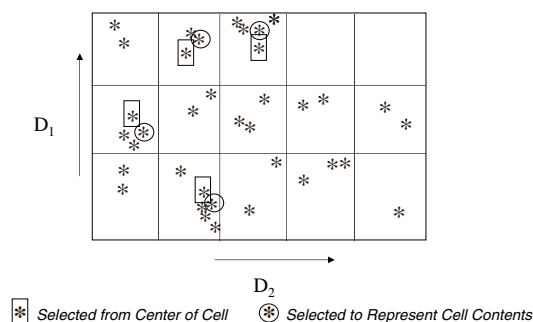 D1
D2
* Selected from Center of Cell
* Selected to Represent Cell Contents